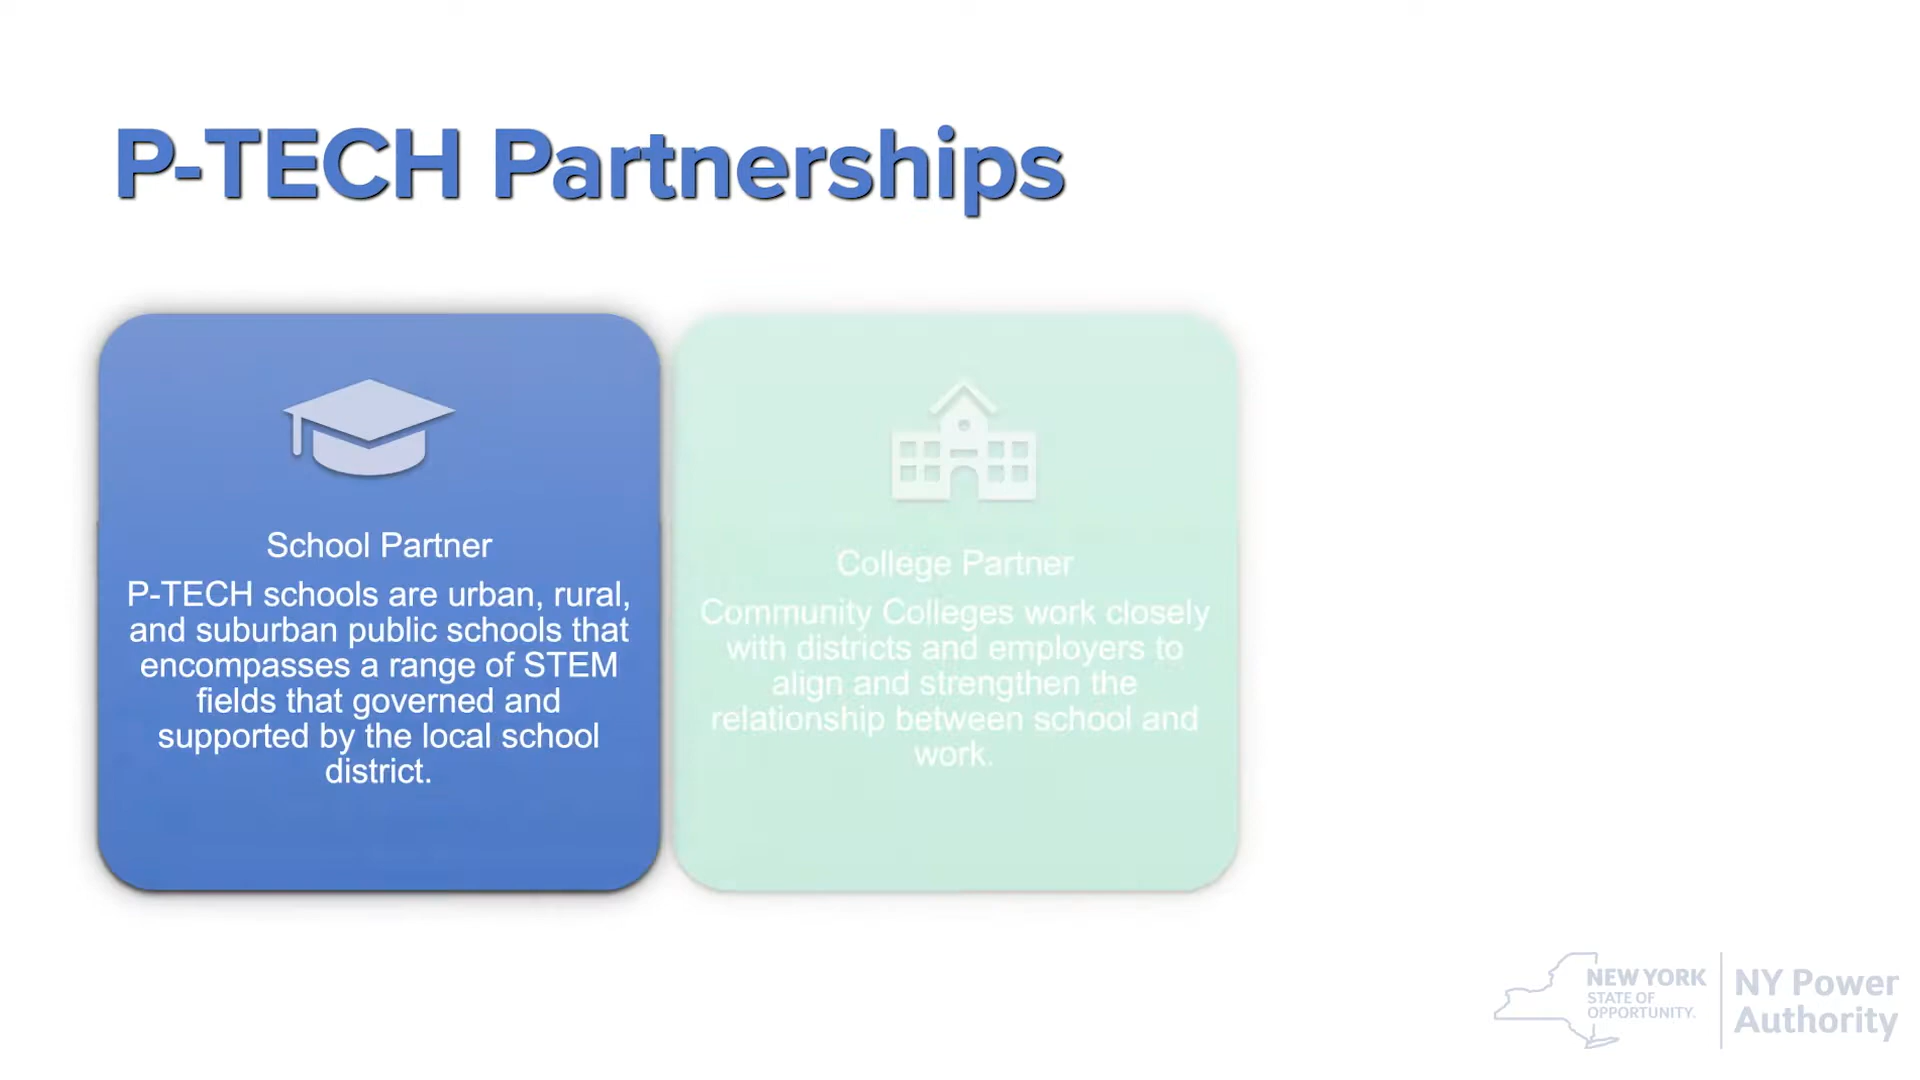 P-TECH Partnerships
School Partner
P-TECH schools are urban, rural,
and suburban public schools that
encompasses a range of STEM
fields that governed and
supported by the local school
district.
College Partner
Community Colleges work closely
with districts and employers to
align and strengthen the
relationship between school and
work.
NEW YORK
STATE OF
OPPORTUNITY.
NY Power
Authority